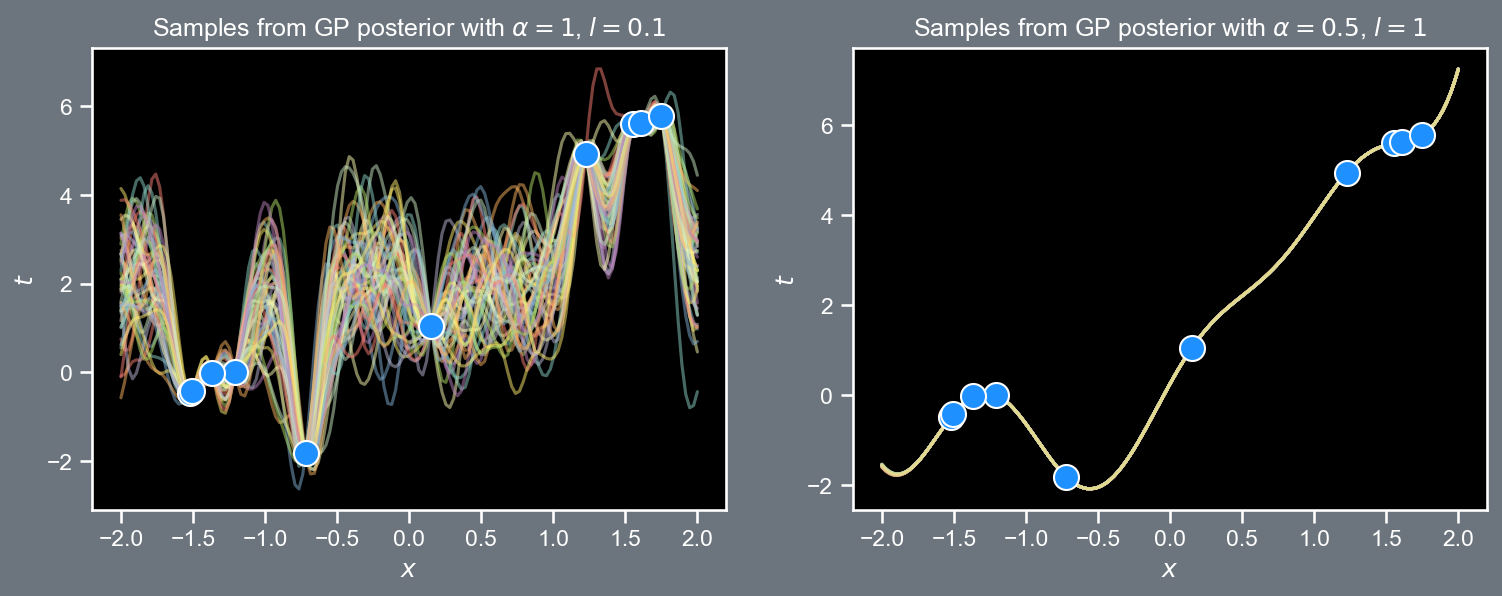 Samples from GP posterior with α = 1, l = 0.1
6
4
2
0
−2
t
−2.0 −1.5 −1.0 −0.5 0.0 0.5 1.0 1.5 2.0
x
Samples from GP posterior with α = 0.5, l = 1
6
4
2
0
−2
t
−2.0 −1.5 −1.0 −0.5 0.0 0.5 1.0 1.5 2.0
x